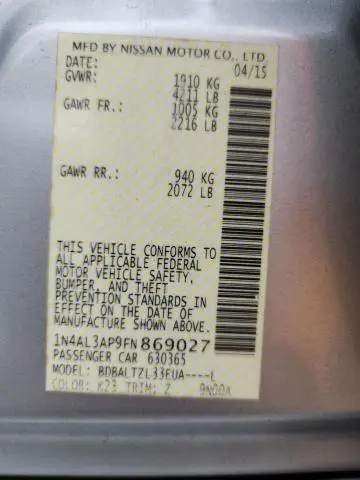 MFD BY NISSAN MOTOR CO., LTD.
DATE: 04/15
GVWR: 1910 KG
4211 LB
GAWR FR.: 1005 KG
2216 LB
GAWR RR.: 940 KG
2072 LB
THIS VEHICLE CONFORMS TO
ALL APPLICABLE FEDERAL
MOTOR VEHICLE SAFETY,
BUMPER, AND THEFT
PREVENTION STANDARDS IN
EFFECT ON THE DATE OF
MANUFACTURE SHOWN ABOVE.
1N4AL3AP9FN869027
PASSENGER CAR 630365
MODEL: BDBALTZL33EUA----L
COLOR: K23 TRIM: Z 9N00A